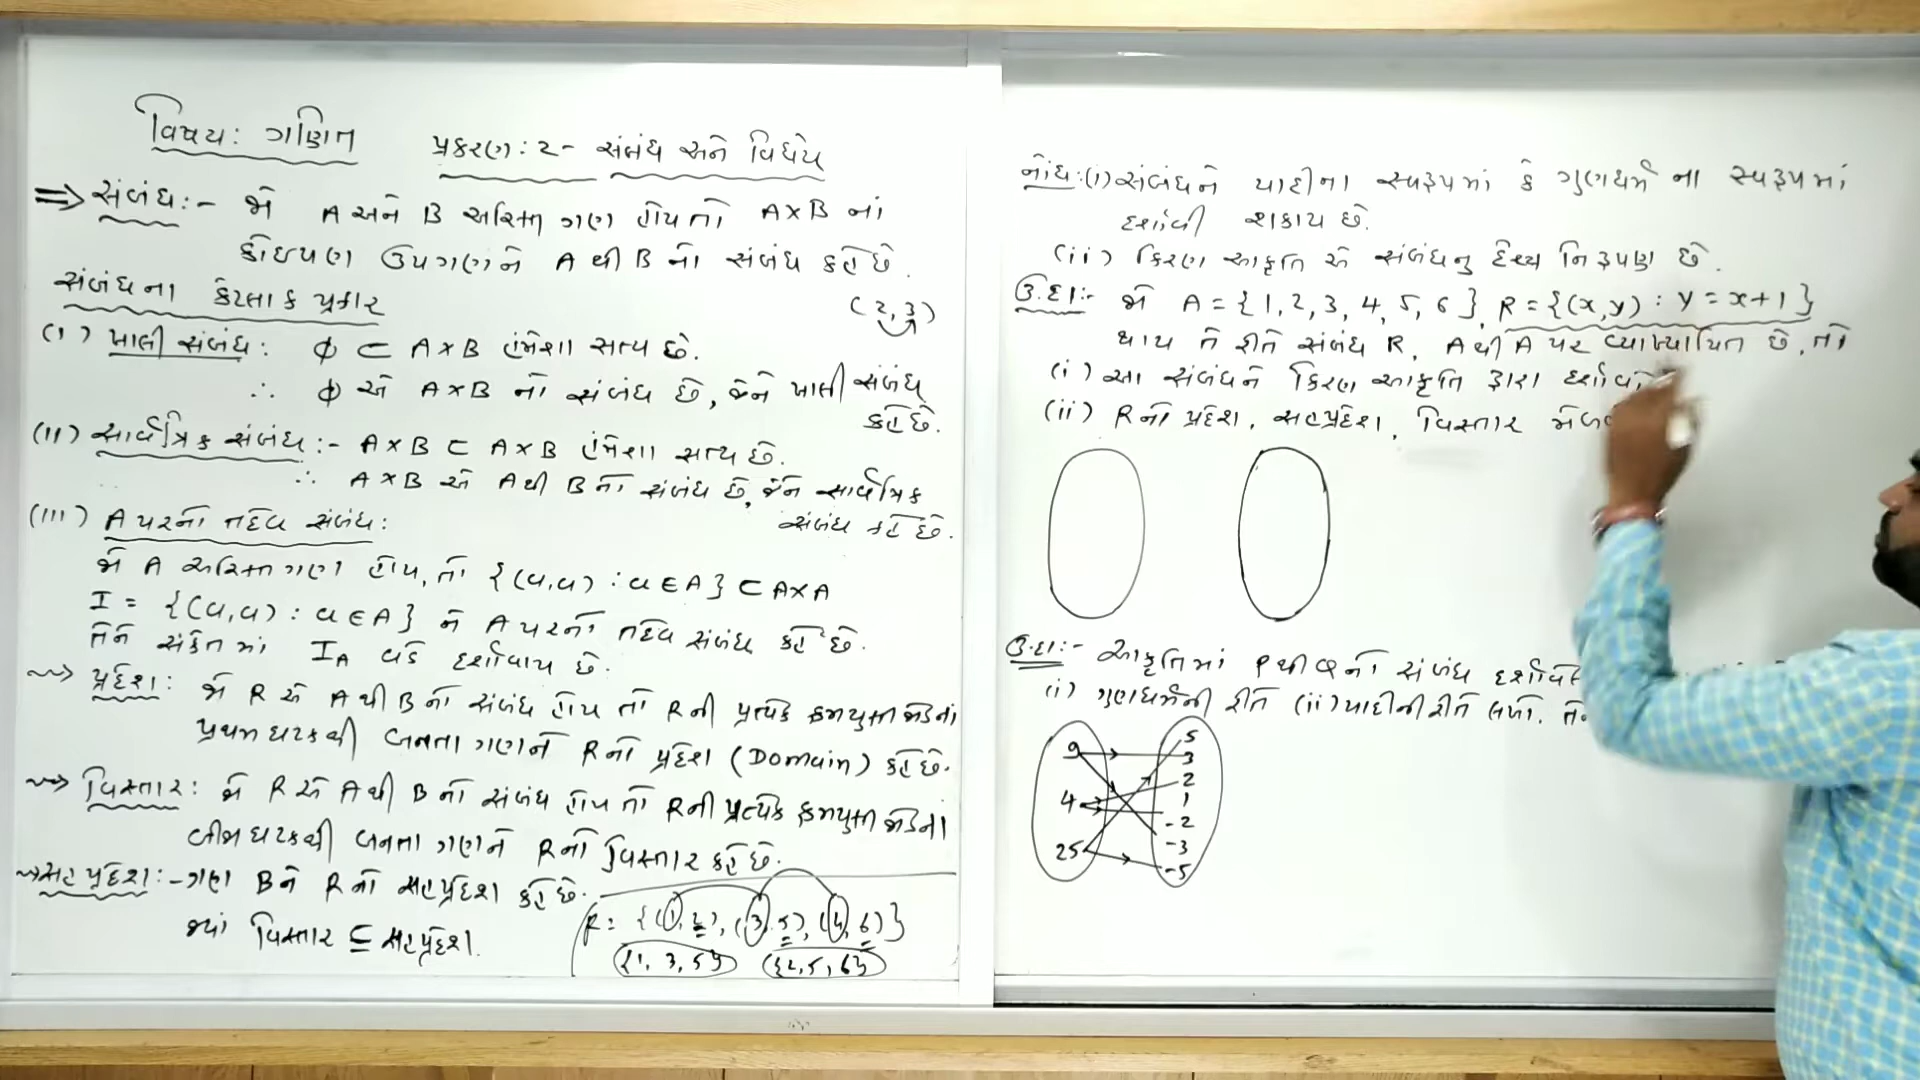 વિષય: ગણિત
પ્રકરણ: ૨- સંબંધ અને વિધેય
⇒ સંબંધ:- જો A અને B અરિક્ત ગણ હોય તો A×B નાં
કોઇપણ ઉપગણને A થી B નો સંબંધ કહે છે.
સંબંધના કેટલાક પ્રકાર
(2, 3)
(I) ખાલી સંબંધ: ϕ ⊂ A×B હંમેશા સત્ય છે.
∴ ϕ એ A×B નો સંબંધ છે, જેને ખાલી સંબંધ
કહે છે.
(II) સાર્વત્રિક સંબંધ:- A×B ⊂ A×B હંમેશા સત્ય છે.
∴ A×B એ A થી B નો સંબંધ છે, જેને સાર્વત્રિક
સંબંધ કહે છે.
(III) A પરનો તદેવ સંબંધ:
જો A અરિક્ત ગણ હોય, તો {(a,a) : a ∈ A} ⊂ A×A
I = {(a,a) : a ∈ A} ને A પરનો તદેવ સંબંધ કહે છે.
તેને સંકેતમાં I_A વડે દર્શાવાય છે.
પ્રદેશ: જો R એ A થી B નો સંબંધ હોય તો R ની પ્રત્યેક ક્રમયુક્ત જોડનાં
પ્રથમ ઘટકથી બનતા ગણને R નો પ્રદેશ (Domain) કહે છે.
વિસ્તાર: જો R એ A થી B નો સંબંધ હોય તો R ની પ્રત્યેક ક્રમયુક્ત જોડનાં
બીજા ઘટકથી બનતા ગણને R નો વિસ્તાર કહે છે.
સહપ્રદેશ:- ગણ B ને R નો સહપ્રદેશ કહે છે.
જ્યાં વિસ્તાર ⊆ સહપ્રદેશ.
R = {(1, 2), (3, 5), (4, 6)}
{1, 3, 5} {2, 5, 6}
નોંધ:(i) સંબંધને યાદીના સ્વરૂપમાં કે ગુણધર્મ ના સ્વરૂપમાં
દર્શાવી શકાય છે.
(ii) કિરણ આકૃતિ એ સંબંધનુ દૃશ્ય નિરૂપણ છે.
ઉ.દા:- જો A = {1, 2, 3, 4, 5, 6}, R = {(x, y) : y = x+1}
થાય તે રીતે સંબંધ R, A થી A પર વ્યાખ્યાયિત છે, તો
(i) આ સંબંધને કિરણ આકૃતિ દ્વારા
(ii) R નો પ્રદેશ, સહપ્રદેશ, વિસ્તાર
ઉ.દા:- આકૃતિમાં P થી Q નો સંબંધ
(i) ગુણધર્મની રીતે (ii) યાદીની રીતે લખો.
9
4
25
5
3
2
1
-2
-3
-5